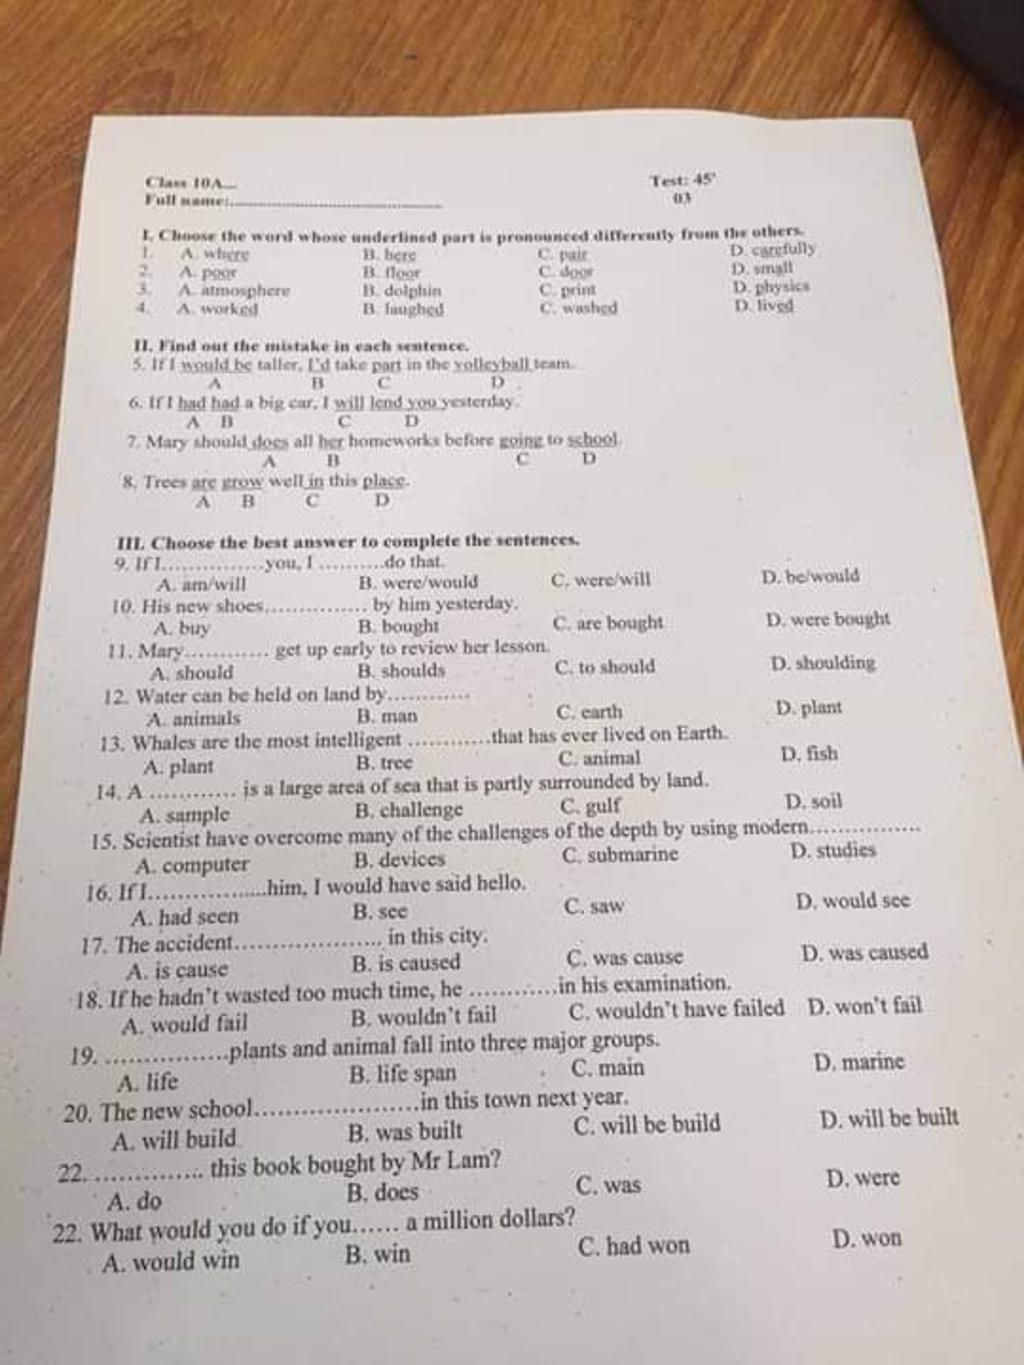 Class 10A...
Test: 45'
Full name:..............................
03
I. Choose the word whose underlined part is pronounced differently from the others.
1. A. where B. here C. pair D. carefully
2. A. poor B. floor C. door D. small
3. A. atmosphere B. dolphin C. print D. physics
4. A. worked B. laughed C. washed D. lived
II. Find out the mistake in each sentence.
5. If I would be taller, I'd take part in the volleyball team.
A B C D
6. If I had had a big car, I will lend you yesterday.
A B C D
7. Mary should does all her homeworks before going to school.
A B C D
8. Trees are grow well in this place.
A B C D
III. Choose the best answer to complete the sentences.
9. If I...............you, I ..........do that.
A. am/will B. were/would C. were/will D. be/would
10. His new shoes............... by him yesterday.
A. buy B. bought C. are bought D. were bought
11. Mary............ get up early to review her lesson.
A. should B. shoulds C. to should D. shoulding
12. Water can be held on land by............
A. animals B. man C. earth D. plant
13. Whales are the most intelligent ............that has ever lived on Earth.
A. plant B. tree C. animal D. fish
14. A ............ is a large area of sea that is partly surrounded by land.
A. sample B. challenge C. gulf D. soil
15. Scientist have overcome many of the challenges of the depth by using modern................
A. computer B. devices C. submarine D. studies
16. If I..................him, I would have said hello.
A. had seen B. see C. saw D. would see
17. The accident..................... in this city.
A. is cause B. is caused C. was cause D. was caused
18. If he hadn't wasted too much time, he ............in his examination.
A. would fail B. wouldn't fail C. wouldn't have failed D. won't fail
19. .................plants and animal fall into three major groups.
A. life B. life span C. main D. marine
20. The new school......................in this town next year.
A. will build B. was built C. will be build D. will be built
22. .............. this book bought by Mr Lam?
A. do B. does C. was D. were
22. What would you do if you...... a million dollars?
A. would win B. win C. had won D. won